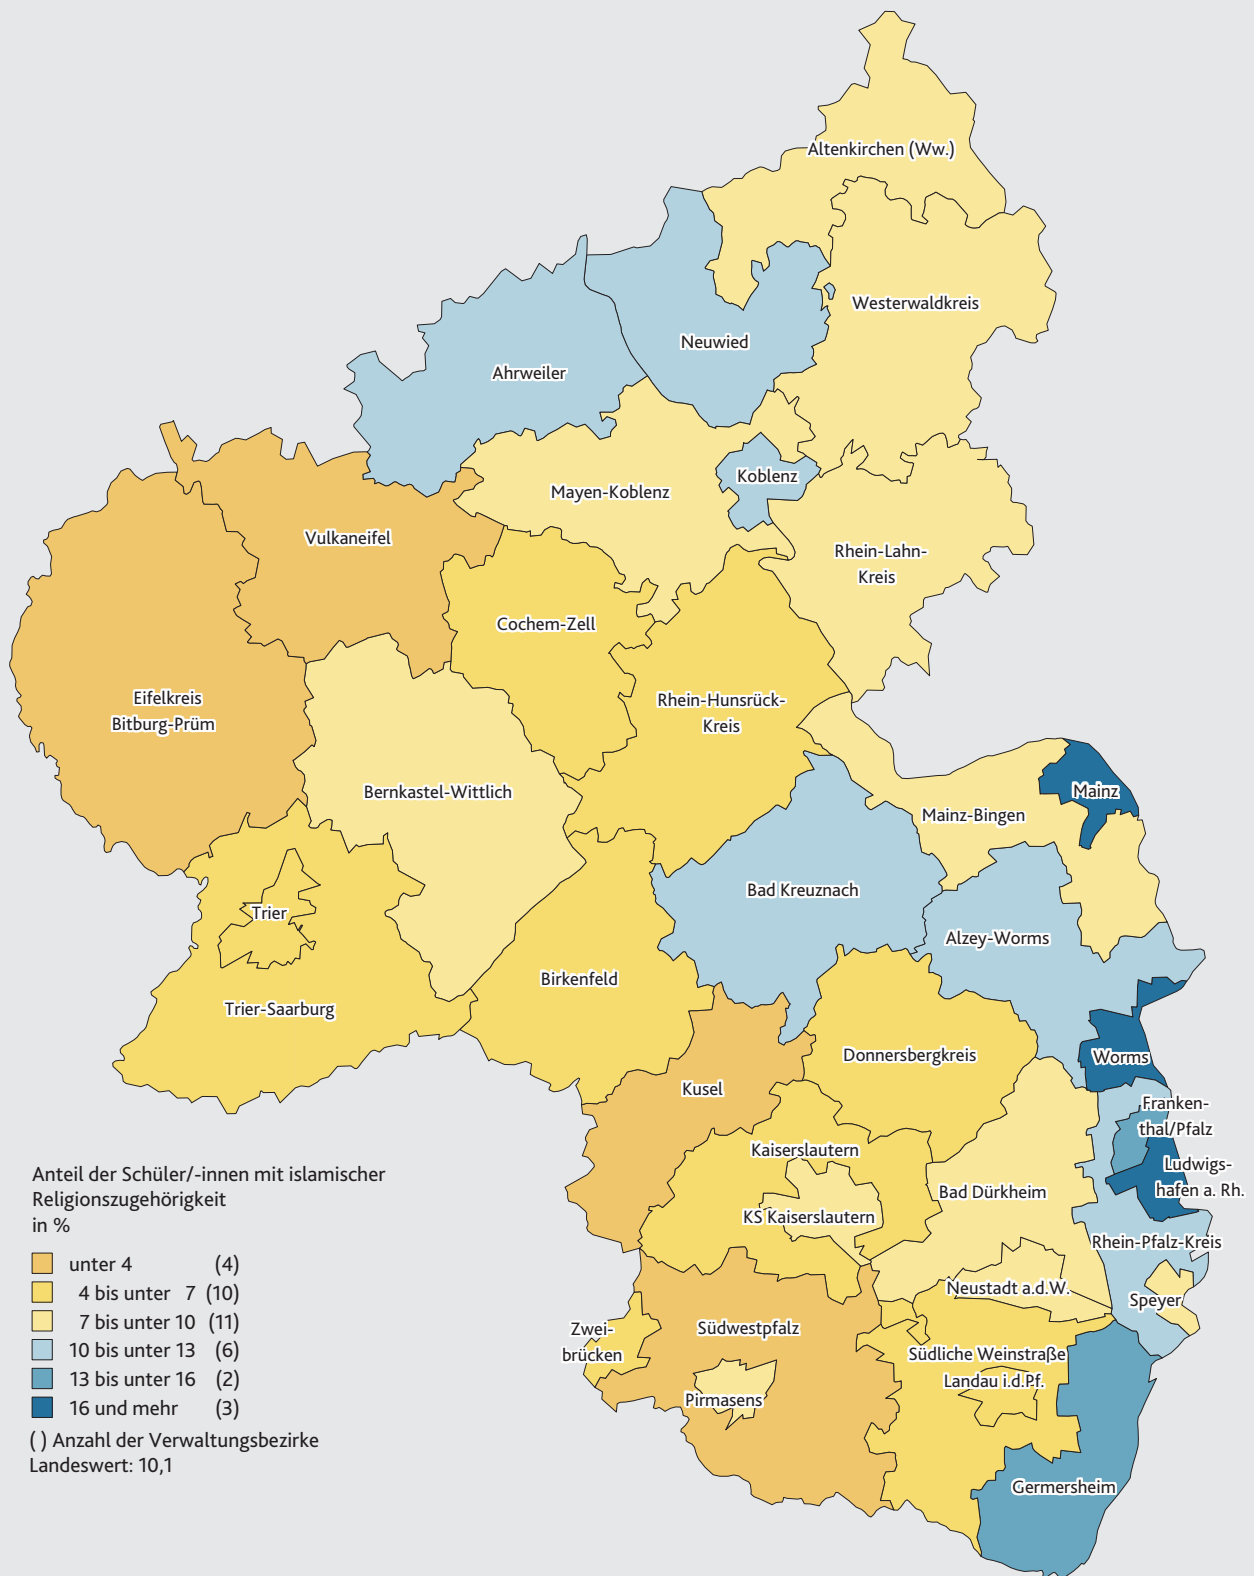 Altenkirchen (Ww.)
Westerwaldkreis
Neuwied
Ahrweiler
Koblenz
Mayen-Koblenz
Vulkaneifel
Rhein-Lahn-
Kreis
Cochem-Zell
Eifelkreis
Bitburg-Prüm
Rhein-Hunsrück-
Kreis
Bernkastel-Wittlich
Mainz
Mainz-Bingen
Bad Kreuznach
Trier
Alzey-Worms
Birkenfeld
Trier-Saarburg
Donnersbergkreis
Worms
Kusel
Franken-
thal/Pfalz
Kaiserslautern
Ludwigs-
hafen a. Rh.
Bad Dürkheim
KS Kaiserslautern
Rhein-Pfalz-Kreis
Neustadt a.d.W.
Speyer
Zwei-
brücken
Südwestpfalz
Südliche Weinstraße
Landau i.d.Pf.
Pirmasens
Germersheim
Anteil der Schüler/-innen mit islamischer
Religionszugehörigkeit
in %
unter 4 (4)
4 bis unter 7 (10)
7 bis unter 10 (11)
10 bis unter 13 (6)
13 bis unter 16 (2)
16 und mehr (3)
( ) Anzahl der Verwaltungsbezirke
Landeswert: 10,1